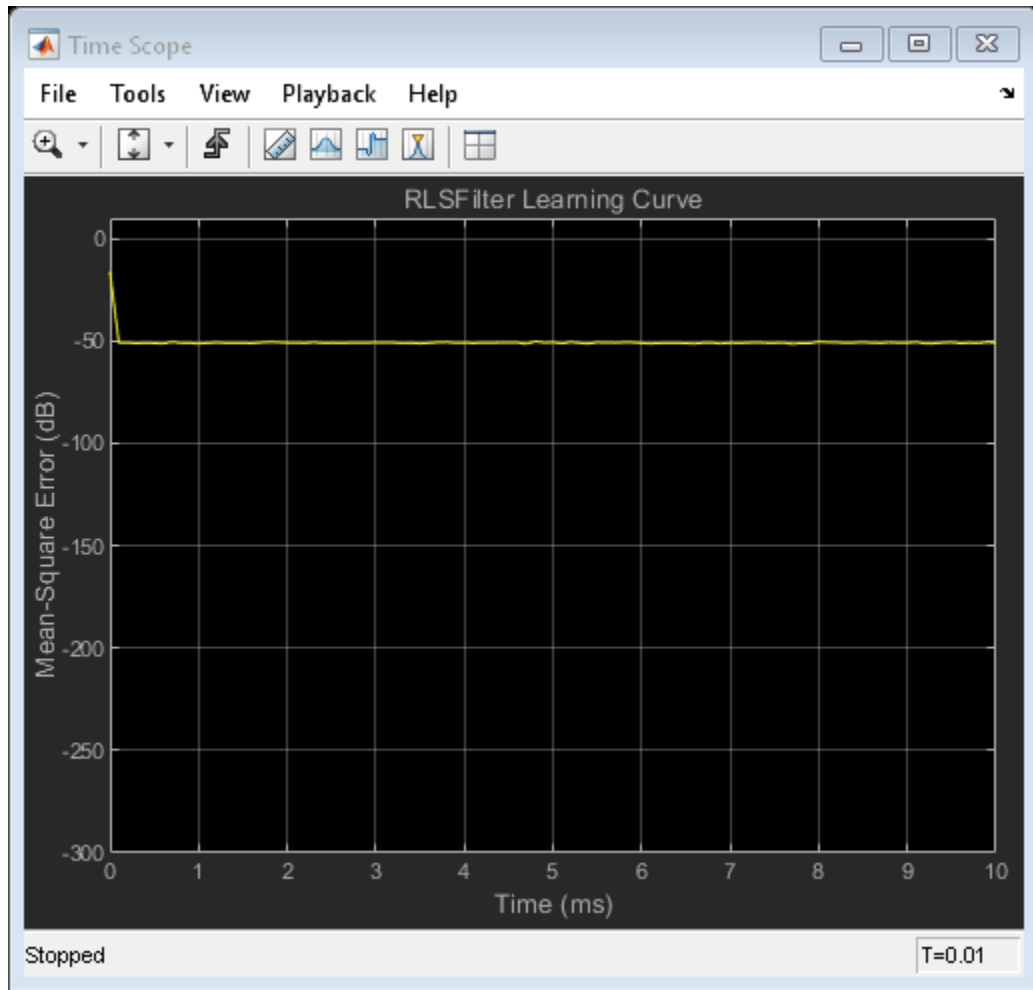 Time Scope
File Tools View Playback Help
RLSFilter Learning Curve
Mean-Square Error (dB)
0
-50
-100
-150
-200
-250
-300
0 1 2 3 4 5 6 7 8 9 10
Time (ms)
Stopped T=0.01